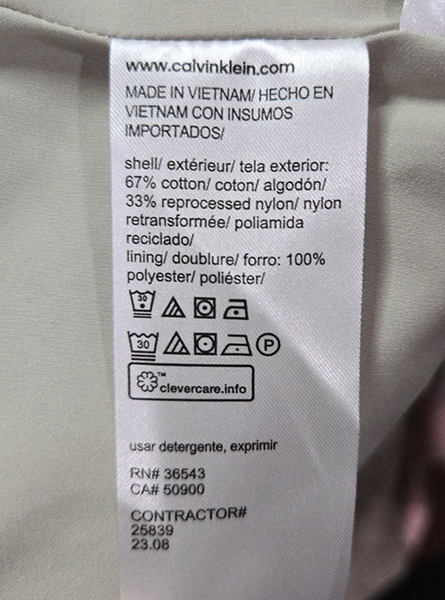 www.calvinklein.com
MADE IN VIETNAM/ HECHO EN
VIETNAM CON INSUMOS
IMPORTADOS/
shell/ extérieur/ tela exterior:
67% cotton/ coton/ algodón/
33% reprocessed nylon/ nylon
retransformée/ poliamida
reciclado/
lining/ doublure/ forro: 100%
polyester/ poliéster/
30
30 P
TM clevercare.info
usar detergente, exprimir
RN# 36543
CA# 50900
CONTRACTOR#
25839
23.08